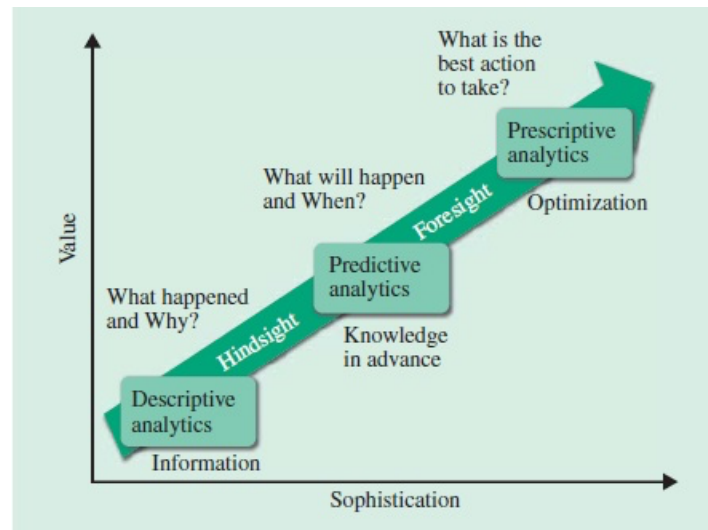 What is the
best action
to take?
Prescriptive
analytics
Optimization
Foresight
What will happen
and When?
Predictive
analytics
Knowledge
in advance
Hindsight
What happened
and Why?
Descriptive
analytics
Information
Value
Sophistication